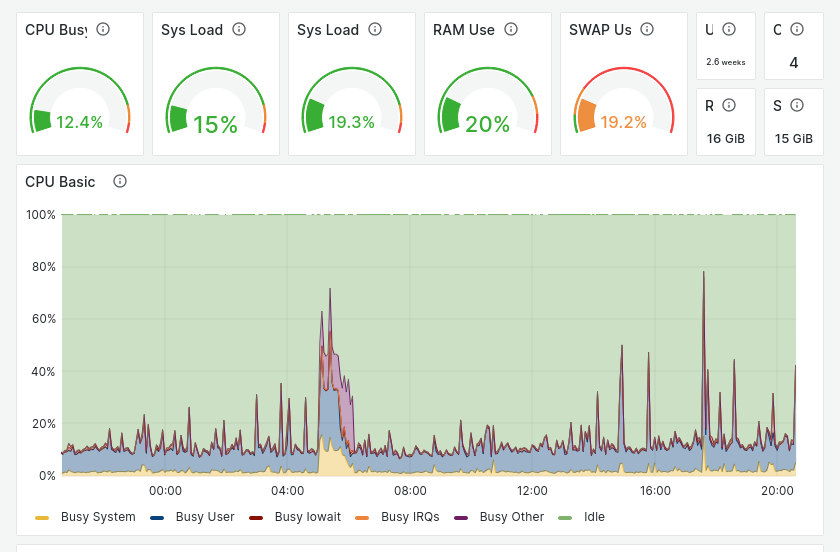 CPU Busy
Sys Load
Sys Load
RAM Use
SWAP Us
U
C
12.4%
15%
19.3%
20%
19.2%
2.6 weeks
4
R
S
16 GiB
15 GiB
CPU Basic
100%
80%
60%
40%
20%
0%
00:00 04:00 08:00 12:00 16:00 20:00
Busy System Busy User Busy Iowait Busy IRQs Busy Other Idle